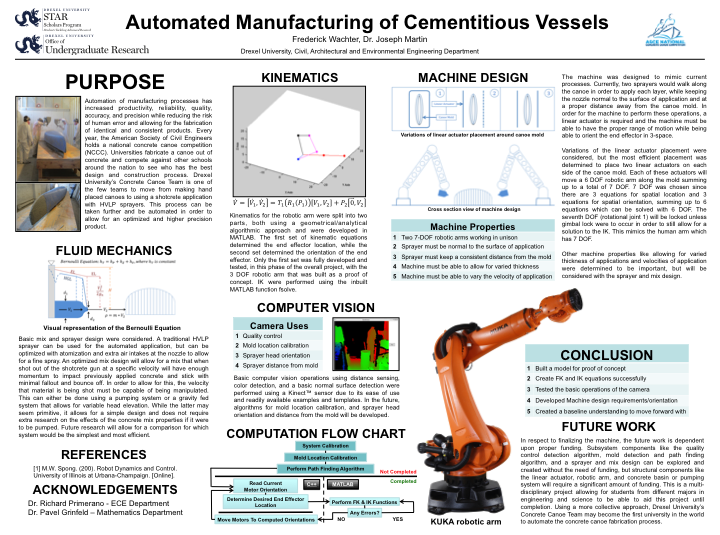 DREXEL UNIVERSITY
STAR
Scholars Program
DREXEL UNIVERSITY
Office of
Undergraduate Research
Automated Manufacturing of Cementitious Vessels
Frederick Wachter, Dr. Joseph Martin
Drexel University, Civil, Architectural and Environmental Engineering Department
ASCE NATIONAL
PURPOSE
Automation of manufacturing processes has
increased productivity, reliability, quality,
accuracy, and precision while reducing the risk
of human error and allowing for the fabrication
of identical and consistent products. Every
year, the American Society of Civil Engineers
holds a national concrete canoe competition
(NCCC). Universities fabricate a canoe out of
concrete and compete against other schools
around the nation to see who has the best
design and construction process. Drexel
University's Concrete Canoe Team is one of
the few teams to move from making hand
placed canoes to using a shotcrete application
with HVLP sprayers. This process can be
taken further and be automated in order to
allow for an optimized and higher precision
product.
FLUID MECHANICS
Visual representation of the Bernoulli Equation
Basic mix and sprayer design were considered. A traditional HVLP
sprayer can be used for the automated application, but can be
optimized with atomization and extra air intakes at the nozzle to allow
for a fine spray. An optimized mix design will allow for a mix that when
shot out of the shotcrete gun at a specific velocity will have enough
momentum to impact previously applied concrete and stick with
minimal fallout and bounce off. In order to allow for this, the velocity
that material is being shot must be capable of being manipulated.
This can either be done using a pumping system or a gravity fed
system that allows for variable head elevation. While the latter may
seem primitive, it allows for a simple design and does not require
extra research on the effects of the concrete mix properties if it were
to be pumped. Future research will allow for a comparison for which
system would be the simplest and most efficient.
REFERENCES
[1] M.W. Spong. (200). Robot Dynamics and Control.
University of Illinois at Urbana-Champaign. [Online].
ACKNOWLEDGEMENTS
Dr. Richard Primerano - ECE Department
Dr. Pavel Grinfeld – Mathematics Department
KINEMATICS
Kinematics for the robotic arm were split into two
parts, both using a geometrical/analytical
algorithmic approach and were developed in
MATLAB. The first set of kinematic equations
determined the end effector location, while the
second set determined the orientation of the end
effector. Only the first set was fully developed and
tested, in this phase of the overall project, with the
3 DOF robotic arm that was built as a proof of
concept. IK were performed using the inbuilt
MATLAB function fsolve.
COMPUTER VISION
Camera Uses
1 Quality control
2 Mold location calibration
3 Sprayer head orientation
4 Sprayer distance from mold
Basic computer vision operations using distance sensing,
color detection, and a basic normal surface detection were
performed using a Kinect™ sensor due to its ease of use
and readily available examples and templates. In the future,
algorithms for mold location calibration, and sprayer head
orientation and distance from the mold will be developed.
COMPUTATION FLOW CHART
System Calibration
Mold Location Calibration
Perform Path Finding Algorithm
Not Completed
Completed
Read Current
Motor Orientation
C++
MATLAB
Determine Desired End Effector
Location
Perform FK & IK Functions
Any Errors?
Move Motors To Computed Orientations
NO
YES
MACHINE DESIGN
1
2
3
Variations of linear actuator placement around canoe mold
Cross section view of machine design
Machine Properties
1 Two 7-DOF robotic arms working in unison
2 Sprayer must be normal to the surface of application
3 Sprayer must keep a consistent distance from the mold
4 Machine must be able to allow for varied thickness
5 Machine must be able to vary the velocity of application
KUKA robotic arm
The machine was designed to mimic current
processes. Currently, two sprayers would walk along
the canoe in order to apply each layer, while keeping
the nozzle normal to the surface of application and at
a proper distance away from the canoe mold. In
order for the machine to perform these operations, a
linear actuator is required and the machine must be
able to have the proper range of motion while being
able to orient the end effector in 3-space.
Variations of the linear actuator placement were
considered, but the most efficient placement was
determined to place two linear actuators on each
side of the canoe mold. Each of these actuators will
move a 6 DOF robotic arm along the mold summing
up to a total of 7 DOF. 7 DOF was chosen since
there are 3 equations for spatial location and 3
equations for spatial orientation, summing up to 6
equations which can be solved with 6 DOF. The
seventh DOF (rotational joint 1) will be locked unless
gimbal lock were to occur in order to still allow for a
solution to the IK. This mimics the human arm which
has 7 DOF.
Other machine properties like allowing for varied
thickness of applications and velocities of application
were determined to be important, but will be
considered with the sprayer and mix design.
CONCLUSION
1 Built a model for proof of concept
2 Create FK and IK equations successfully
3 Tested the basic operations of the camera
4 Developed Machine design requirements/orientation
5 Created a baseline understanding to move forward with
FUTURE WORK
In respect to finalizing the machine, the future work is dependent
upon proper funding. Subsystem components like the quality
control detection algorithm, mold detection and path finding
algorithm, and a sprayer and mix design can be explored and
created without the need of funding, but structural components like
the linear actuator, robotic arm, and concrete basin or pumping
system will require a significant amount of funding. This is a multi-
disciplinary project allowing for students from different majors in
engineering and science to be able to aid this project until
completion. Using a more collective approach, Drexel University's
Concrete Canoe Team may become the first university in the world
to automate the concrete canoe fabrication process.